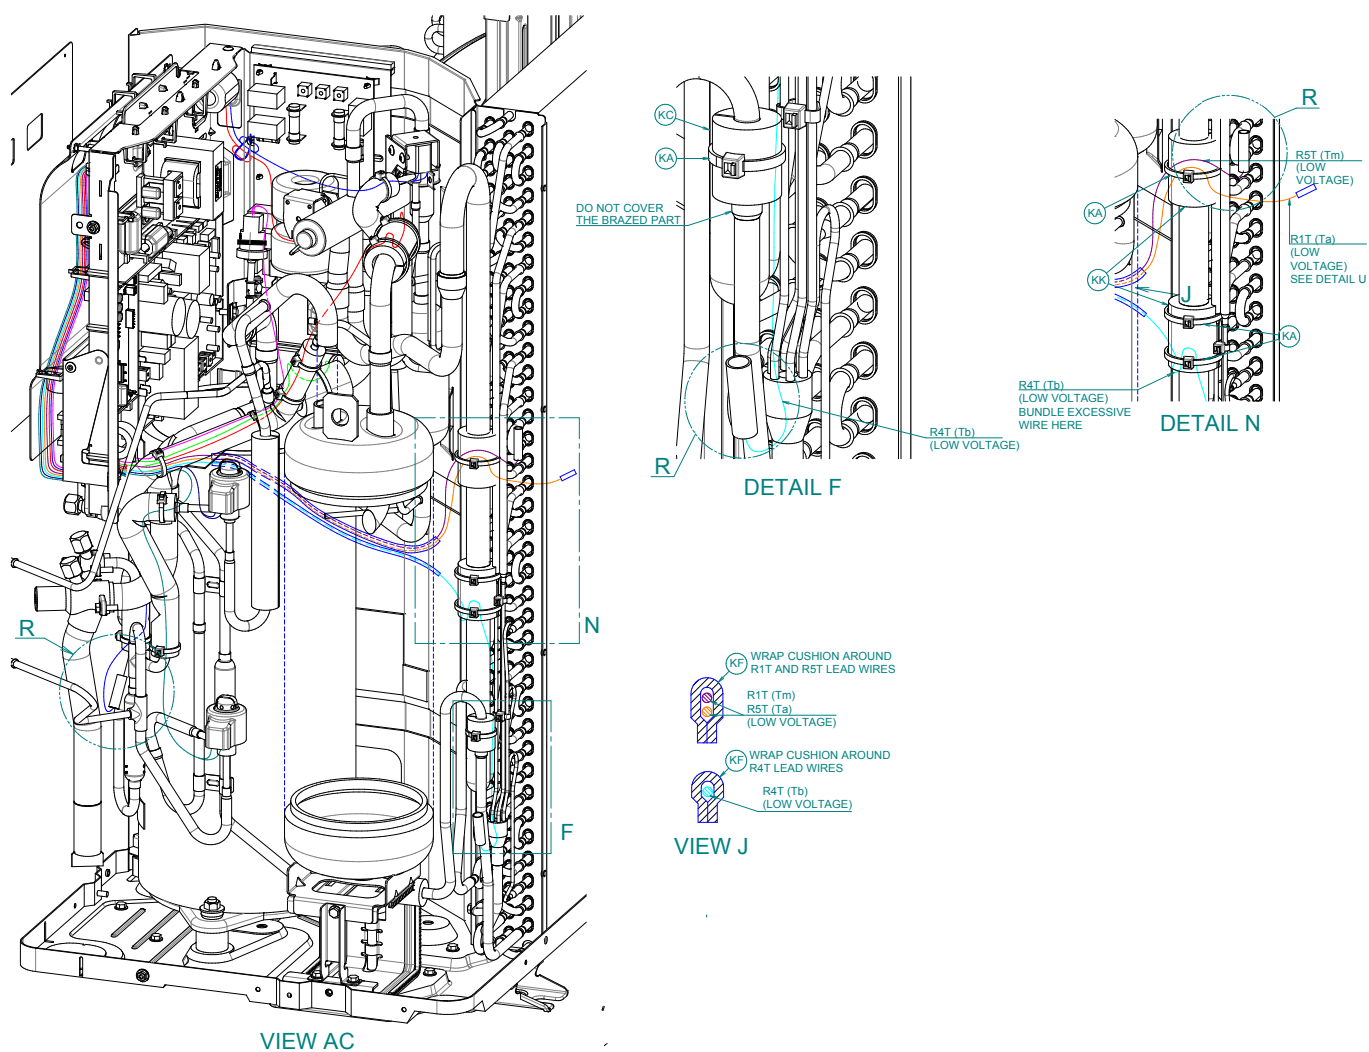 R
N
F
VIEW AC
KC
KA
DO NOT COVER
THE BRAZED PART
R4T (Tb)
(LOW VOLTAGE)
R
DETAIL F
R
R5T (Tm)
(LOW
VOLTAGE)
KA
R1T (Ta)
(LOW
VOLTAGE)
SEE DETAIL U
KK
J
KA
R4T (Tb)
(LOW VOLTAGE)
BUNDLE EXCESSIVE
WIRE HERE
DETAIL N
KF
WRAP CUSHION AROUND
R1T AND R5T LEAD WIRES
R1T (Tm)
R5T (Ta)
(LOW VOLTAGE)
KF
WRAP CUSHION AROUND
R4T LEAD WIRES
R4T (Tb)
(LOW VOLTAGE)
VIEW J